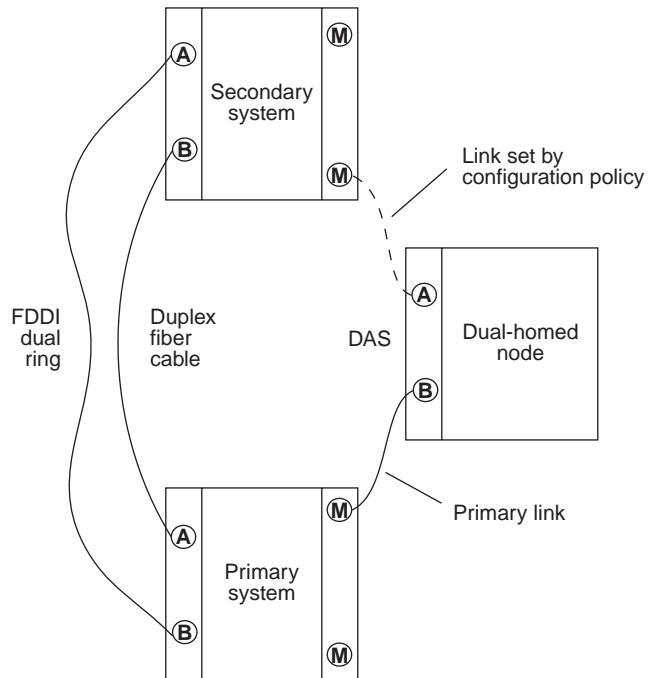 A
M
Secondary
system
B
M
Link set by
configuration policy
A
FDDI
dual
ring
Duplex
fiber
cable
DAS
Dual-homed
node
B
M
Primary link
A
Primary
system
B
M